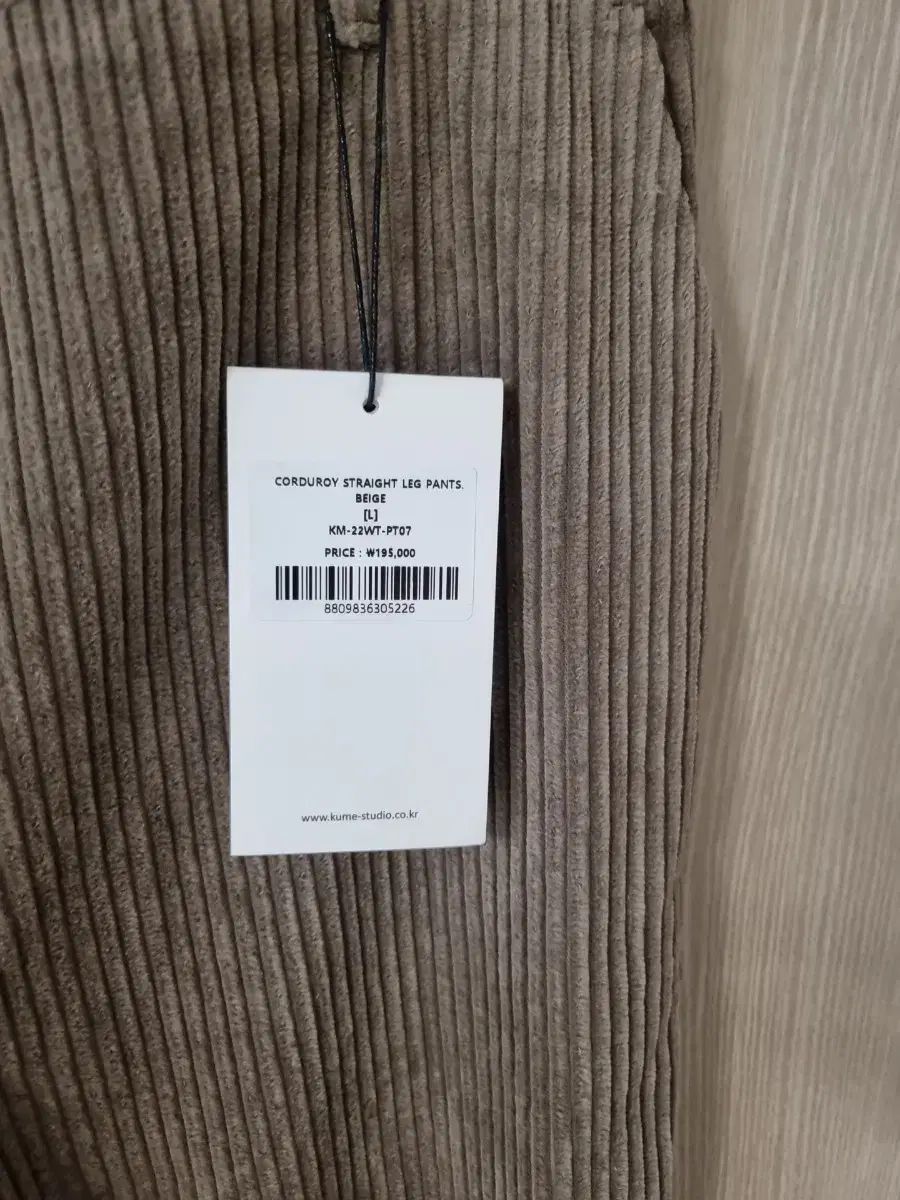 CORDUROY STRAIGHT LEG PANTS.
BEIGE
[L]
KM-22WT-PT07
PRICE : ₩195,000
8809836305226
www.kume-studio.co.kr